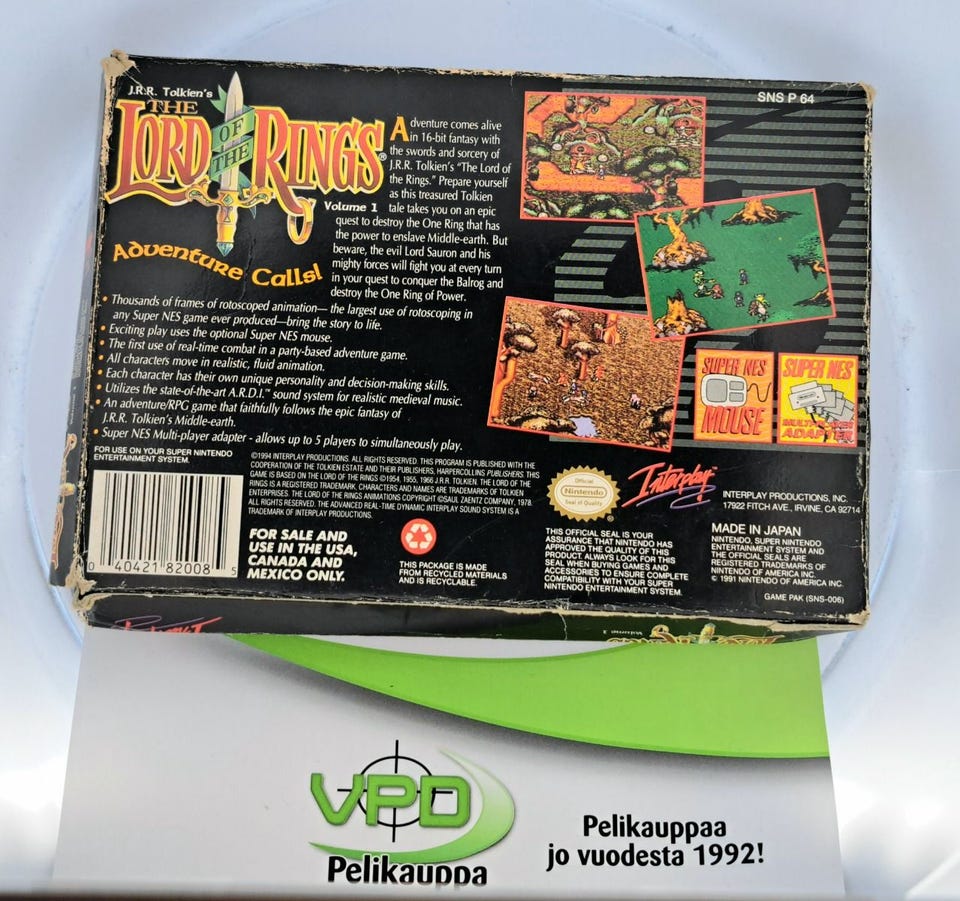 J.R.R. Tolkien's
THE
LORD OF THE RINGS®
Volume 1
Adventure Calls!
Adventure comes alive
in 16-bit fantasy with
the swords and sorcery of
J.R.R. Tolkien's "The Lord of
the Rings." Prepare yourself
as this treasured Tolkien
tale takes you on an epic
quest to destroy the One Ring that has
the power to enslave Middle-earth. But
beware, the evil Lord Sauron and his
mighty forces will fight you at every turn
in your quest to conquer the Balrog and
destroy the One Ring of Power.
SNS P 64
• Thousands of frames of rotoscoped animation— the largest use of rotoscoping in
any Super NES game ever produced—bring the story to life.
• Exciting play uses the optional Super NES mouse.
• The first use of real-time combat in a party-based adventure game.
• All characters move in realistic, fluid animation.
• Each character has their own unique personality and decision-making skills.
• Utilizes the state-of-the-art A.R.D.I.™ sound system for realistic medieval music.
• An adventure/RPG game that faithfully follows the epic fantasy of
J.R.R. Tolkien's Middle-earth.
• Super NES Multi-player adapter - allows up to 5 players to simultaneously play.
SUPER NES
MOUSE
SUPER NES
MULTI-PLAYER
ADAPTER
FOR USE ON YOUR SUPER NINTENDO
ENTERTAINMENT SYSTEM.
©1994 INTERPLAY PRODUCTIONS. ALL RIGHTS RESERVED. THIS PROGRAM IS PUBLISHED WITH THE
COOPERATION OF THE TOLKIEN ESTATE AND THEIR PUBLISHERS, HARPERCOLLINS PUBLISHERS. THIS
GAME IS BASED ON THE LORD OF THE RINGS ©1954, 1955, 1966 J.R.R. TOLKIEN. THE LORD OF THE
RINGS IS A REGISTERED TRADEMARK. CHARACTERS AND NAMES ARE TRADEMARKS OF TOLKIEN
ENTERPRISES. THE LORD OF THE RINGS ANIMATIONS COPYRIGHT ©SAUL ZAENTZ COMPANY, 1978.
ALL RIGHTS RESERVED. THE ADVANCED REAL-TIME DYNAMIC INTERPLAY SOUND SYSTEM IS A
TRADEMARK OF INTERPLAY PRODUCTIONS.
0 40421 82008 5
FOR SALE AND
USE IN THE USA,
CANADA AND
MEXICO ONLY.
THIS PACKAGE IS MADE
FROM RECYCLED MATERIALS
AND IS RECYCLABLE.
Official
Nintendo
Seal of Quality
®
Interplay™
INTERPLAY PRODUCTIONS, INC.
17922 FITCH AVE., IRVINE, CA 92714
THIS OFFICIAL SEAL IS YOUR
ASSURANCE THAT NINTENDO HAS
APPROVED THE QUALITY OF THIS
PRODUCT. ALWAYS LOOK FOR THIS
SEAL WHEN BUYING GAMES AND
ACCESSORIES TO ENSURE COMPLETE
COMPATIBILITY WITH YOUR SUPER
NINTENDO ENTERTAINMENT SYSTEM.
MADE IN JAPAN
NINTENDO, SUPER NINTENDO
ENTERTAINMENT SYSTEM AND
THE OFFICIAL SEALS ARE
REGISTERED TRADEMARKS OF
NINTENDO OF AMERICA INC.
© 1991 NINTENDO OF AMERICA INC.
GAME PAK (SNS-006)
Volume 1
VPD
Pelikauppa
Pelikauppaa
jo vuodesta 1992!